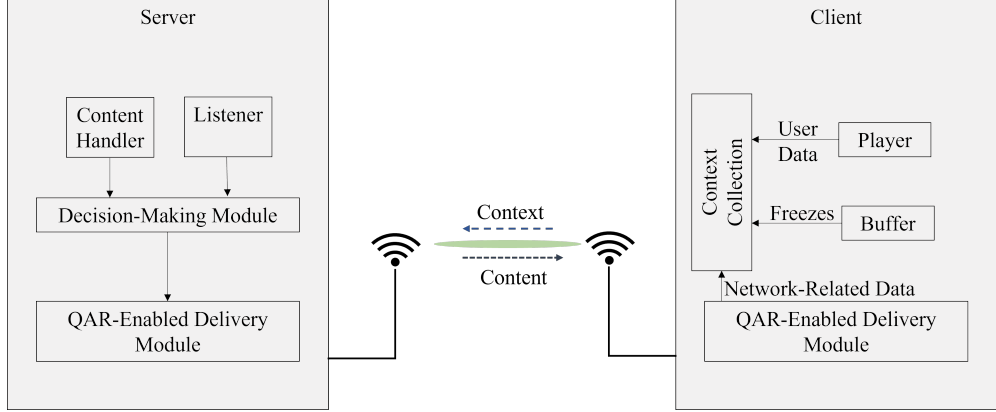 Server
Content
Handler
Listener
Decision-Making Module
QAR-Enabled Delivery
Module
Context
Content
Client
Context
Collection
User
Data
Player
Freezes
Buffer
Network-Related Data
QAR-Enabled Delivery
Module